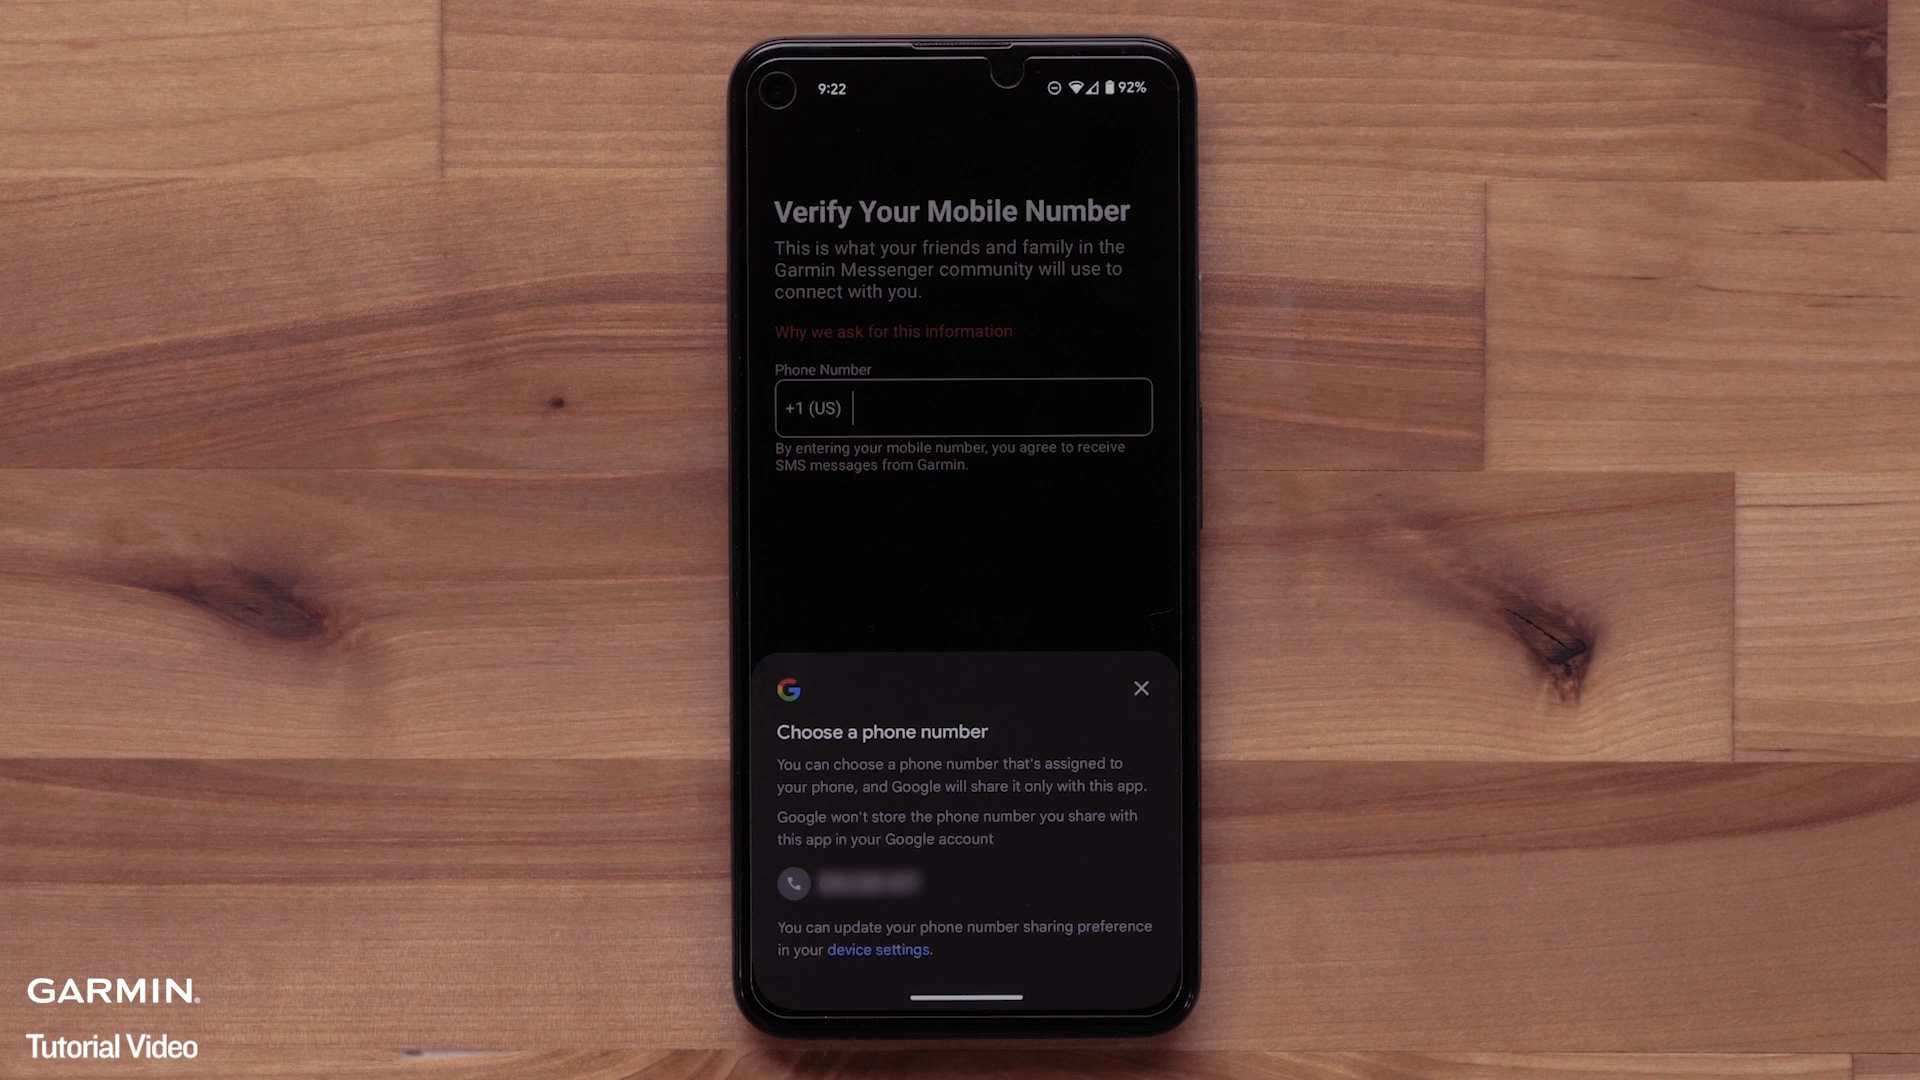 9:22
92%
Verify Your Mobile Number
This is what your friends and family in the
Garmin Messenger community will use to
connect with you.
Why we ask for this information
Phone Number
+1 (US)
By entering your mobile number, you agree to receive
SMS messages from Garmin.
G
Choose a phone number
You can choose a phone number that's assigned to
your phone, and Google will share it only with this app.
Google won't store the phone number you share with
this app in your Google account
You can update your phone number sharing preference
in your device settings.
GARMIN®
Tutorial Video